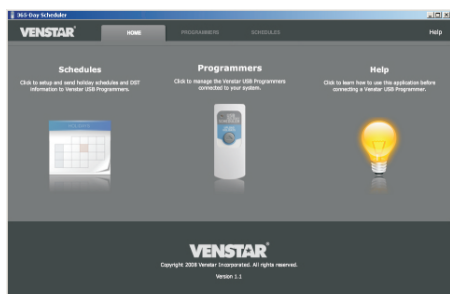 365-Day Scheduler
VENSTAR
HOME
PROGRAMMERS
SCHEDULES
Help
Schedules
Click to setup and send holiday schedules and DST
information to Venstar USB Programmers.
Programmers
Click to manage the Venstar USB Programmers
connected to your system.
Help
Click to learn how to use this application before
connecting a Venstar USB Programmer.
VENSTAR
Copyright 2008 Venstar Incorporated. All rights reserved.
Version 1.1